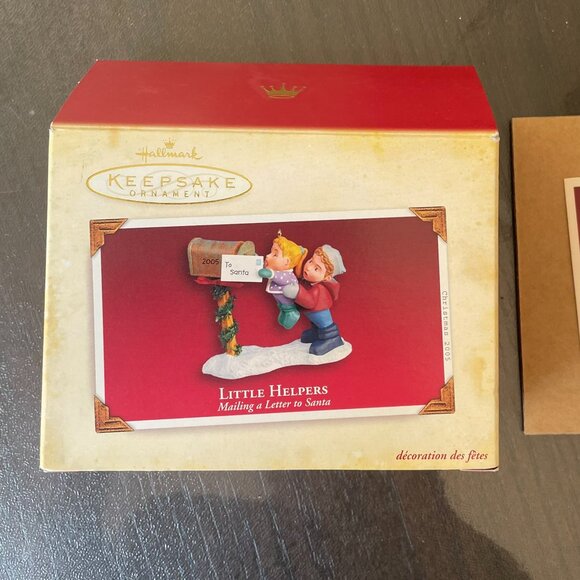 Hallmark
KEEPSAKE
ORNAMENT
2005
To
Santa
Christmas 2005
LITTLE HELPERS
Mailing a Letter to Santa
décoration des fêtes